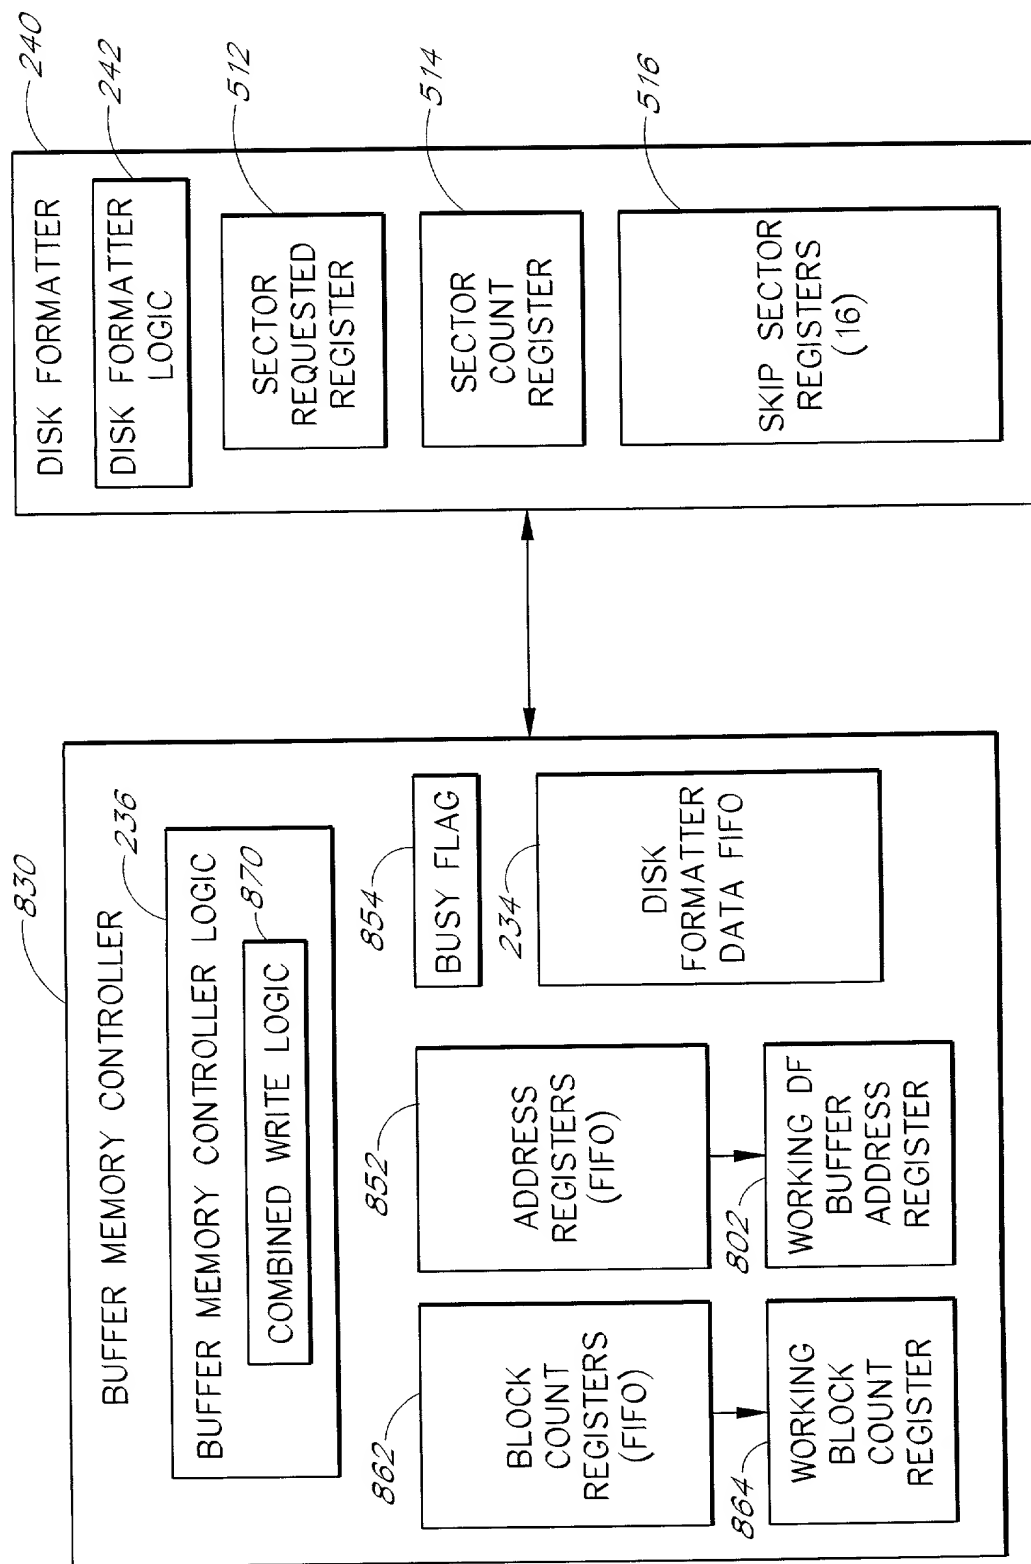 830
BUFFER MEMORY CONTROLLER
236
BUFFER MEMORY CONTROLLER LOGIC
870
COMBINED WRITE LOGIC
862
BLOCK
COUNT
REGISTERS
(FIFO)
852
ADDRESS
REGISTERS
(FIFO)
854
BUSY FLAG
234
DISK
FORMATTER
DATA FIFO
864
WORKING
BLOCK
COUNT
REGISTER
802
WORKING DF
BUFFER
ADDRESS
REGISTER
240
DISK FORMATTER
242
DISK FORMATTER
LOGIC
512
SECTOR
REQUESTED
REGISTER
514
SECTOR
COUNT
REGISTER
516
SKIP SECTOR
REGISTERS
(16)